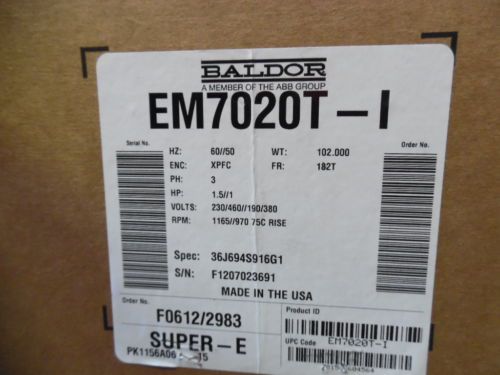 BALDOR
A MEMBER OF THE ABB GROUP
EM7020T-I
Serial No.
Order No.
HZ: 60//50 WT: 102.000
ENC: XPFC FR: 182T
PH: 3
HP: 1.5//1
VOLTS: 230/460//190/380
RPM: 1165//970 75C RISE
Spec: 36J694S916G1
S/N: F1207023691
MADE IN THE USA
Order No.
F0612/2983
Product ID
SUPER-E
UPC Code
EM7020T-I
PK1156A06